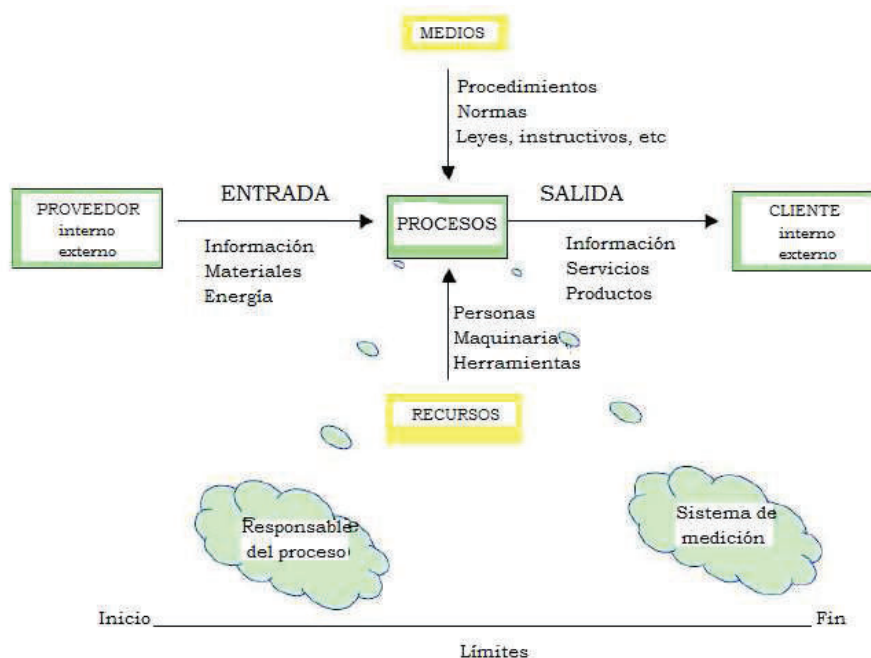 MEDIOS
Procedimientos
Normas
Leyes, instructivos, etc
ENTRADA
SALIDA
PROVEEDOR
interno
externo
PROCESOS
CLIENTE
interno
externo
Información
Materiales
Energía
Información
Servicios
Productos
Personas
Maquinaria
Herramientas
RECURSOS
Responsable
del proceso
Sistema de
medición
Inicio
Fin
Límites